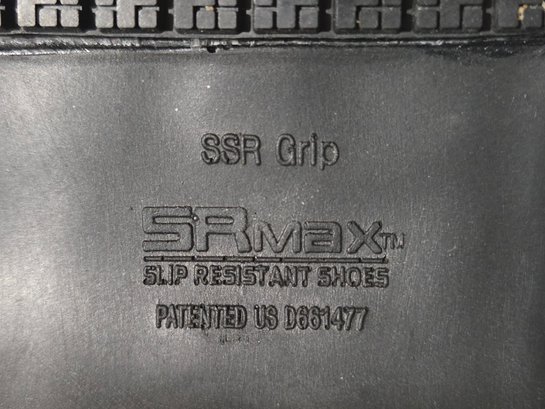 SSR Grip
SRMAX™
SLIP RESISTANT SHOES
PATENTED US D661477